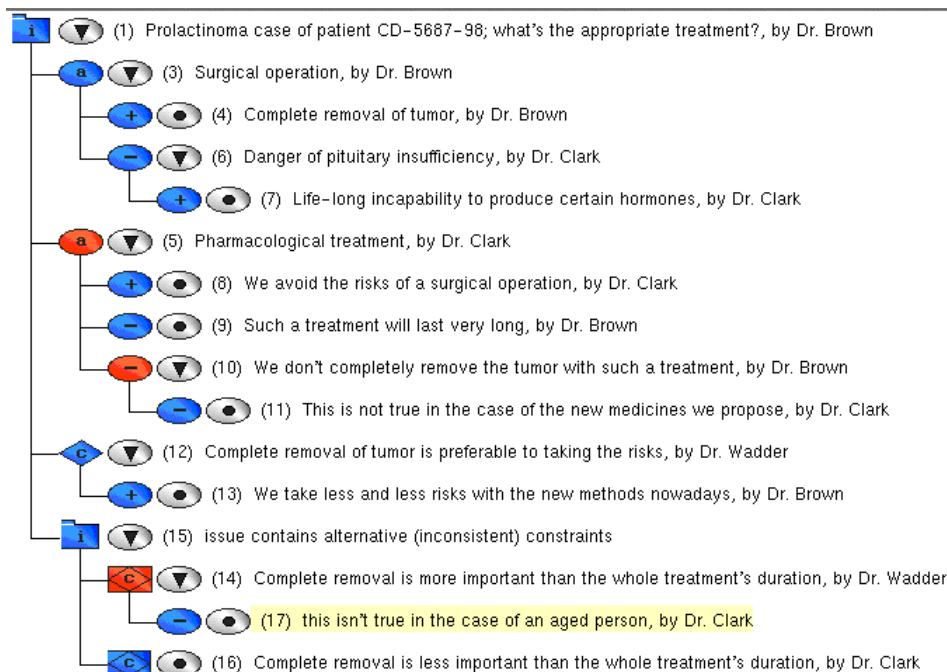 i (1) Prolactinoma case of patient CD-5687-98; what's the appropriate treatment?, by Dr. Brown
a (3) Surgical operation, by Dr. Brown
+ (4) Complete removal of tumor, by Dr. Brown
- (6) Danger of pituitary insufficiency, by Dr. Clark
+ (7) Life-long incapability to produce certain hormones, by Dr. Clark
a (5) Pharmacological treatment, by Dr. Clark
+ (8) We avoid the risks of a surgical operation, by Dr. Clark
- (9) Such a treatment will last very long, by Dr. Brown
- (10) We don't completely remove the tumor with such a treatment, by Dr. Brown
- (11) This is not true in the case of the new medicines we propose, by Dr. Clark
c (12) Complete removal of tumor is preferable to taking the risks, by Dr. Wadder
+ (13) We take less and less risks with the new methods nowadays, by Dr. Brown
i (15) issue contains alternative (inconsistent) constraints
c (14) Complete removal is more important than the whole treatment's duration, by Dr. Wadder
- (17) this isn't true in the case of an aged person, by Dr. Clark
c (16) Complete removal is less important than the whole treatment's duration, by Dr. Clark